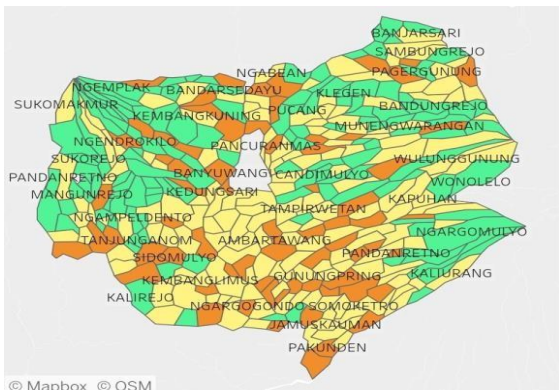 BANJARSARI
SAMBUNGREJO
NGABEAN
PAGERGUNUNG
NGEMPLAK
BANDARSEDAYU
KLEGEN
SUKOMAKMUR
PUCANG
BANDUNGREJO
KEMBANGKUNING
MUNENGWARANGAN
NGENDROKILO
PANCURANMAS
SUKOREJO
WULUNGGUNUNG
PANDANRETNO
BANYUWANGI
CANDIMULYO
WONOLELO
MANGUNREJO
KEDUNGSARI
KAPUHAN
NGAMPELDENTO
TAMPIRWETAN
NGARGOMULYO
TANJUNGANOM
AMBARTAWANG
PANDANRETNO
SIDOMULYO
KALIURANG
KEMBANGLIMUS
GUNUNGPRING
KALIREJO
NGARGOGONDO
SOMOKETRO
JAMUSKAUMAN
PAKUNDEN
© Mapbox © OSM